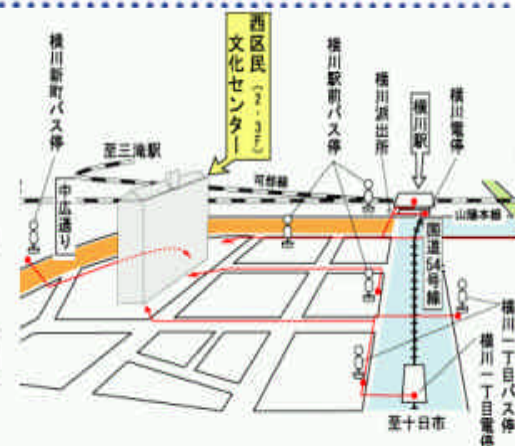 横川新町バス停
西区民
(2・3F)
文化センター
横川駅前バス停
横川派出所
横川駅
横川電停
至三滝駅
中広通り
可部線
山陽本線
国道54号線
横川一丁目バス停
横川一丁目電停
至十日市